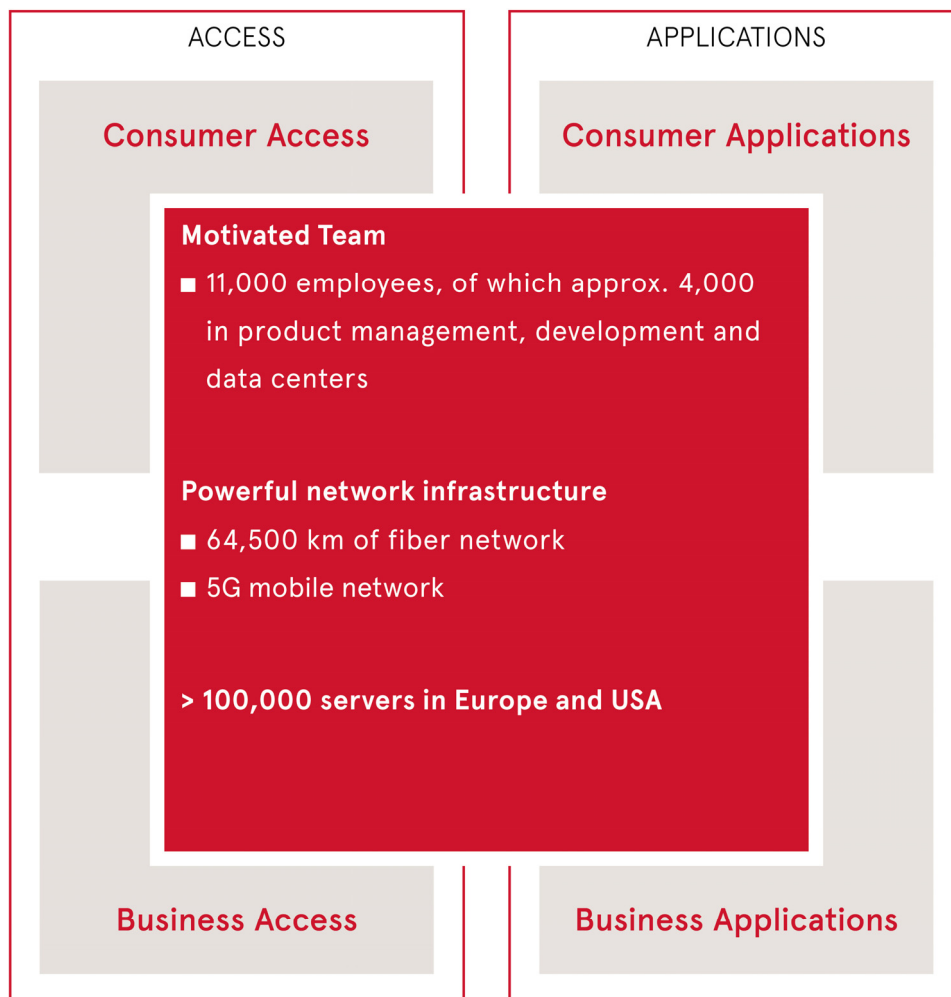 ACCESS
APPLICATIONS
Consumer Access
Consumer Applications
Motivated Team
■ 11,000 employees, of which approx. 4,000
in product management, development and
data centers
Powerful network infrastructure
■ 64,500 km of fiber network
■ 5G mobile network
> 100,000 servers in Europe and USA
Business Access
Business Applications